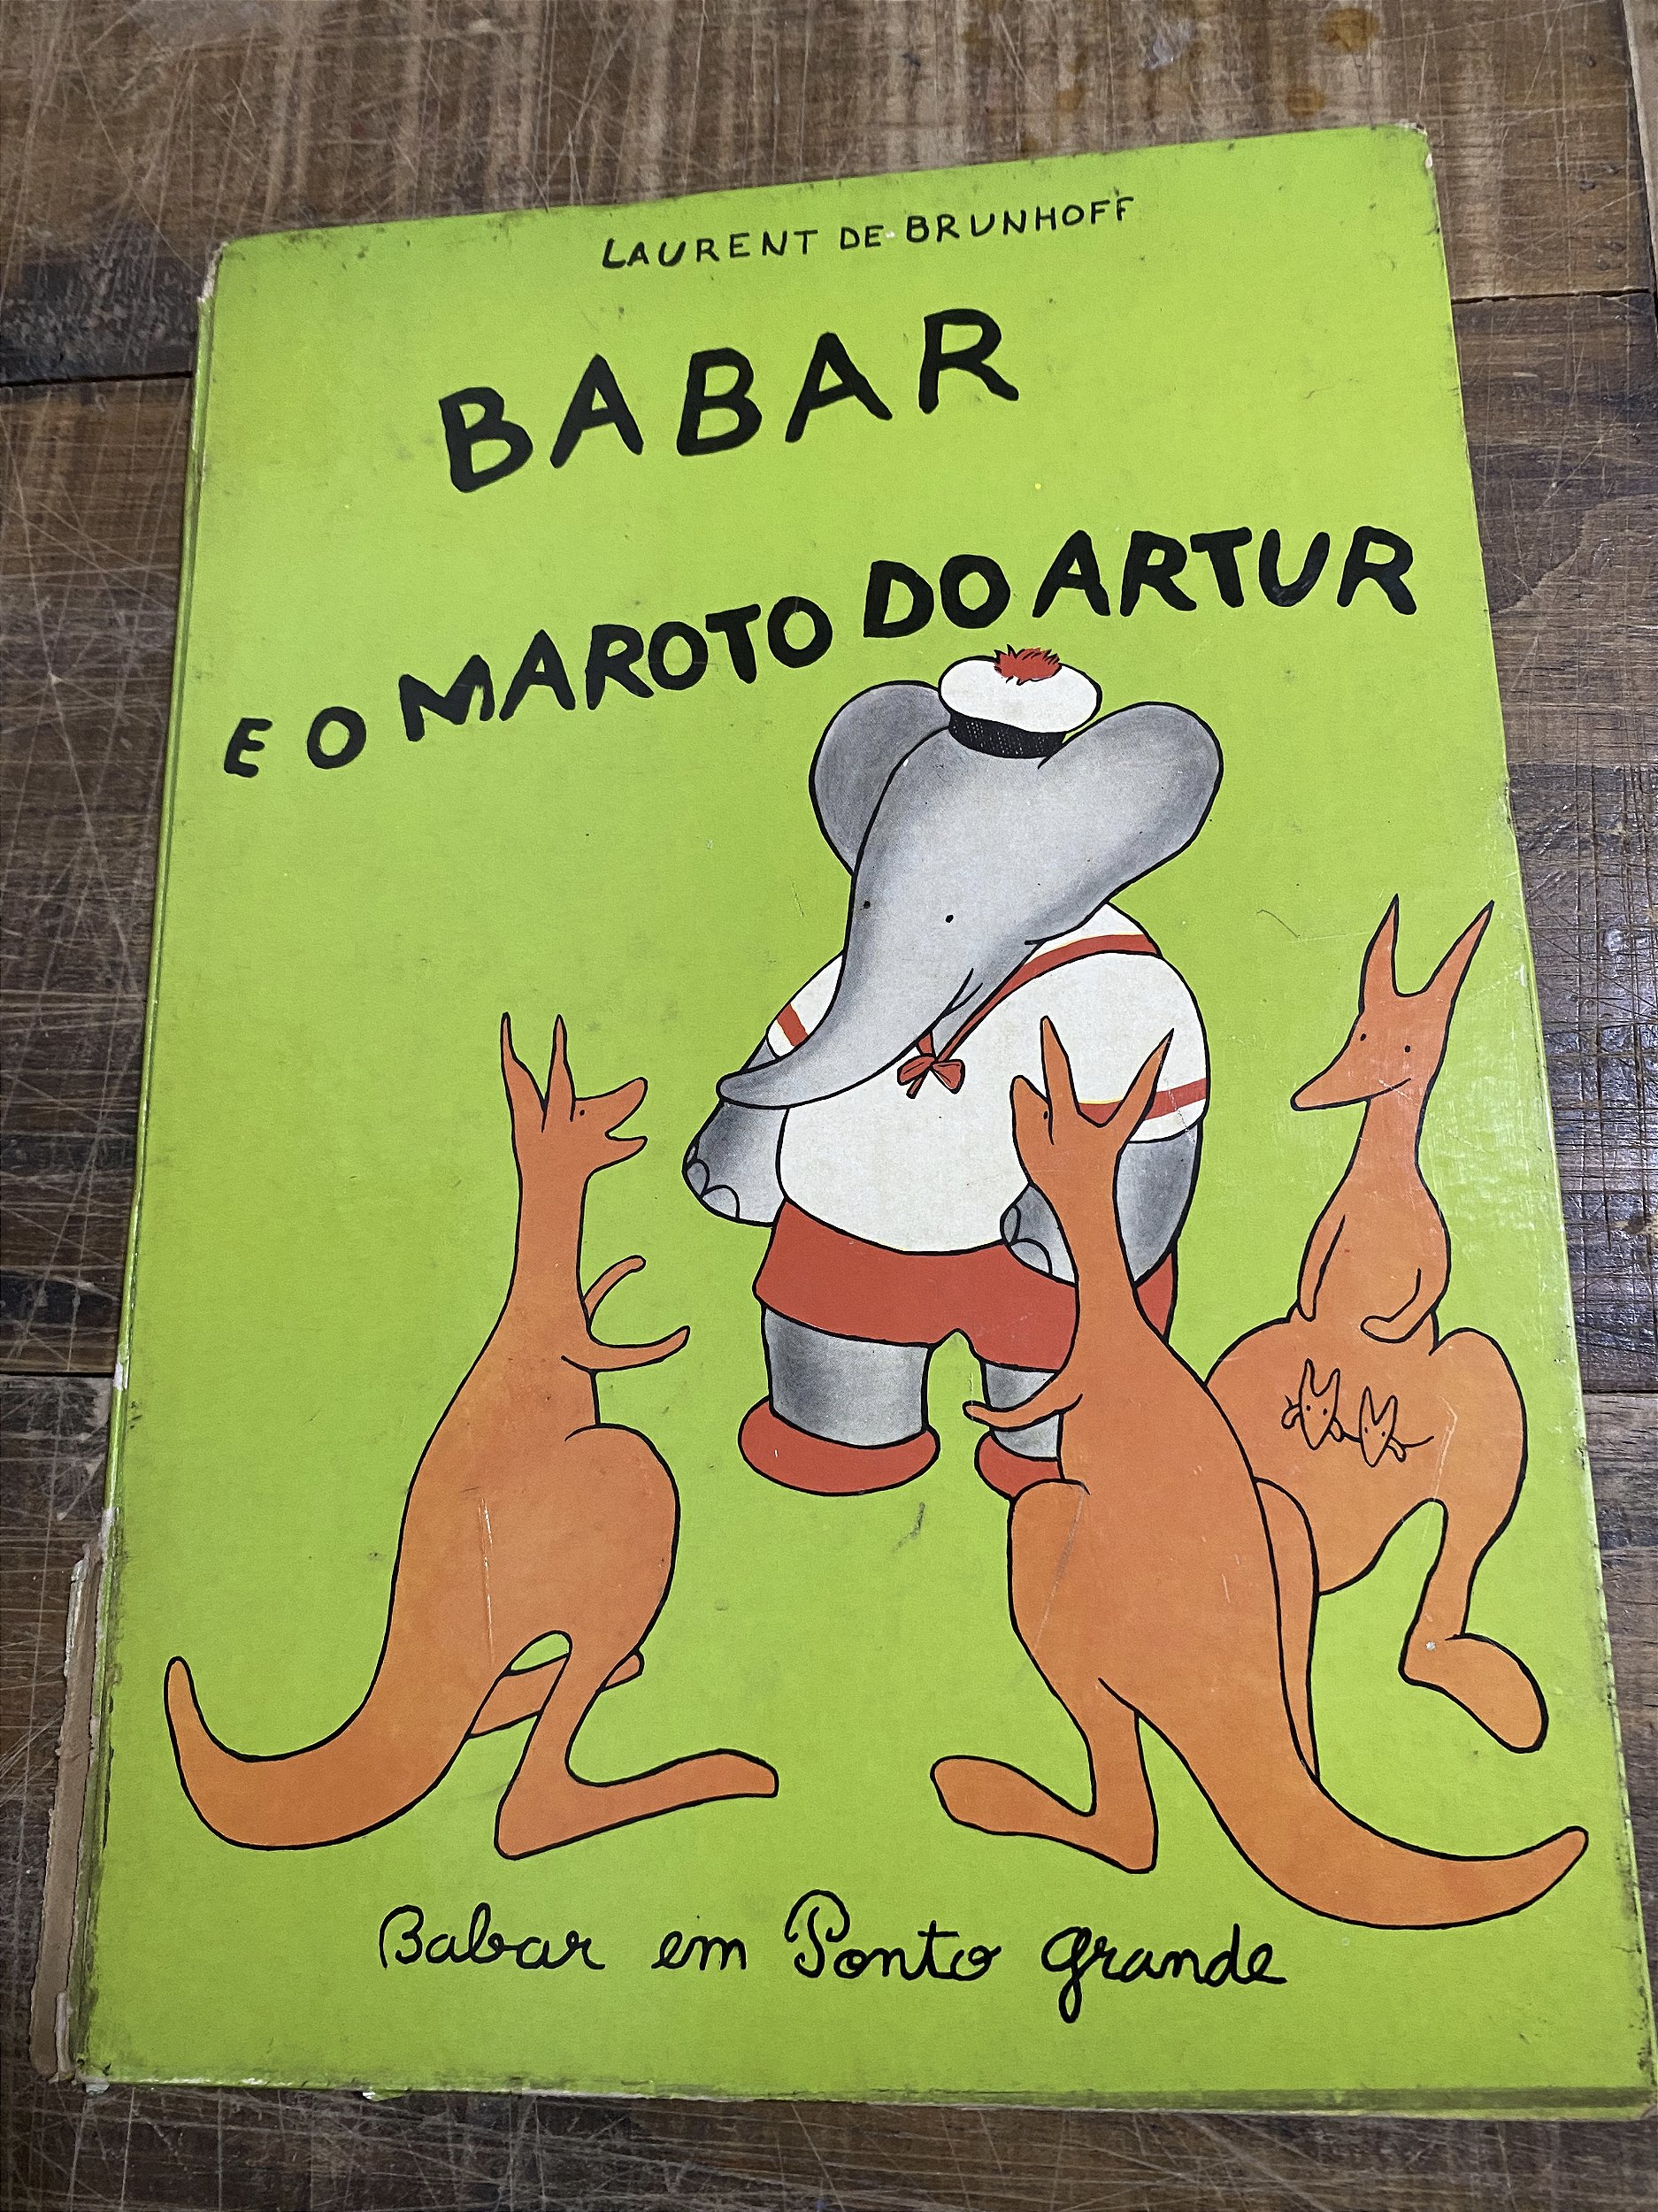 LAURENT DE BRUNHOFF
BABAR
E O MAROTO DO ARTUR
Babar em Ponto grande